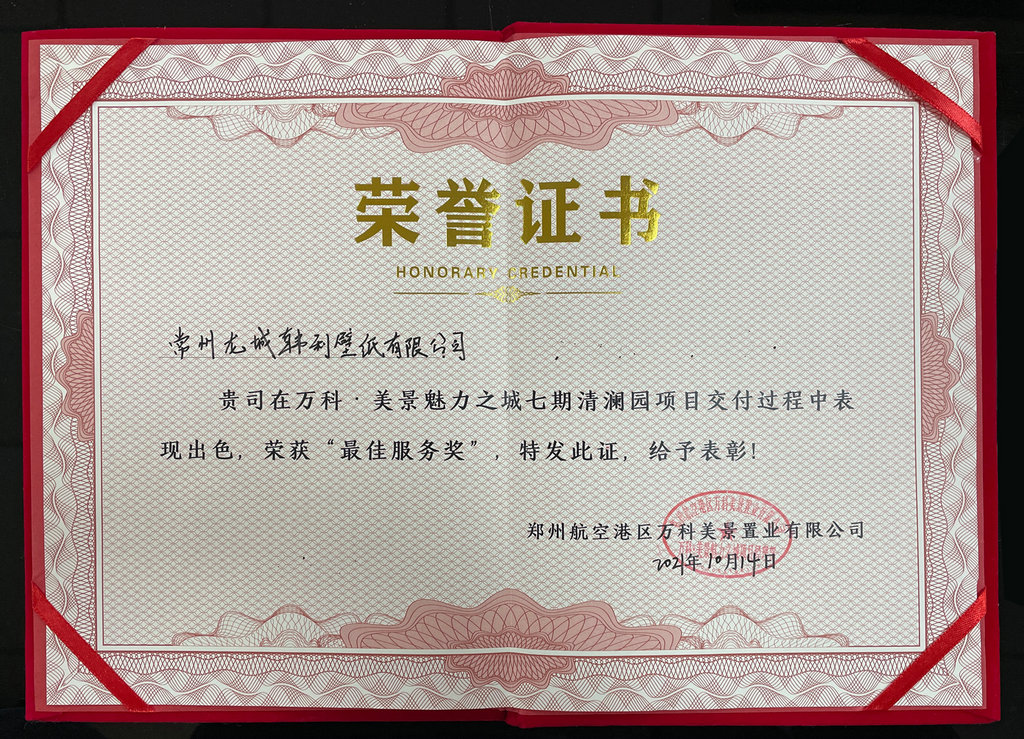 荣誉证书
HONORARY CREDENTIAL
常州龙城韩利壁纸有限公司
贵司在万科·美景魅力之城七期清澜园项目交付过程中表
现出色，荣获“最佳服务奖”，特发此证，给予表彰！
郑州航空港区万科美景置业有限公司
2021年10月14日